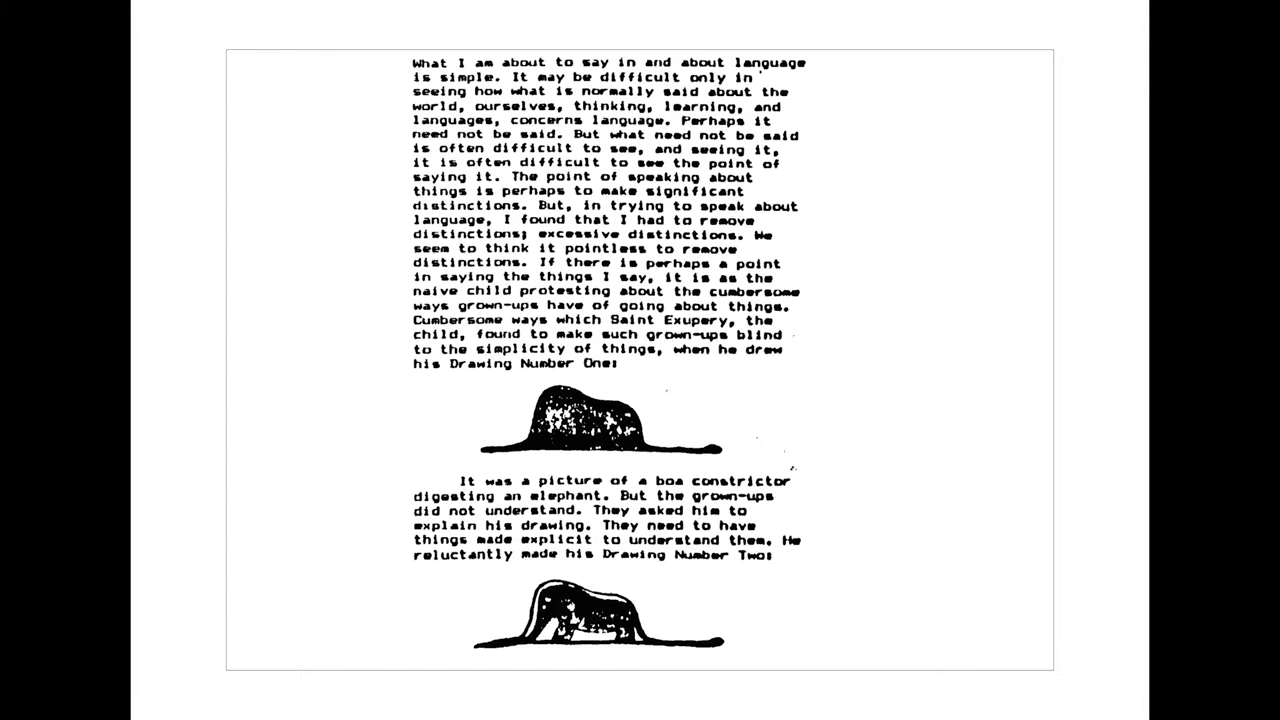 What I am about to say in and about language
is simple. It may be difficult only in
seeing how what is normally said about the
world, ourselves, thinking, learning, and
languages, concerns language. Perhaps it
need not be said. But what need not be said
is often difficult to see, and seeing it,
it is often difficult to see the point of
saying it. The point of speaking about
things is perhaps to make significant
distinctions. But, in trying to speak about
language, I found that I had to remove
distinctions; excessive distinctions. We
seem to think it pointless to remove
distinctions. If there is perhaps a point
in saying the things I say, it is as the
naive child protesting about the cumbersome
ways grown-ups have of going about things.
Cumbersome ways which Saint Exupery, the
child, found to make such grown-ups blind
to the simplicity of things, when he drew
his Drawing Number One:
It was a picture of a boa constrictor
digesting an elephant. But the grown-ups
did not understand. They asked him to
explain his drawing. They need to have
things made explicit to understand them. He
reluctantly made his Drawing Number Two: